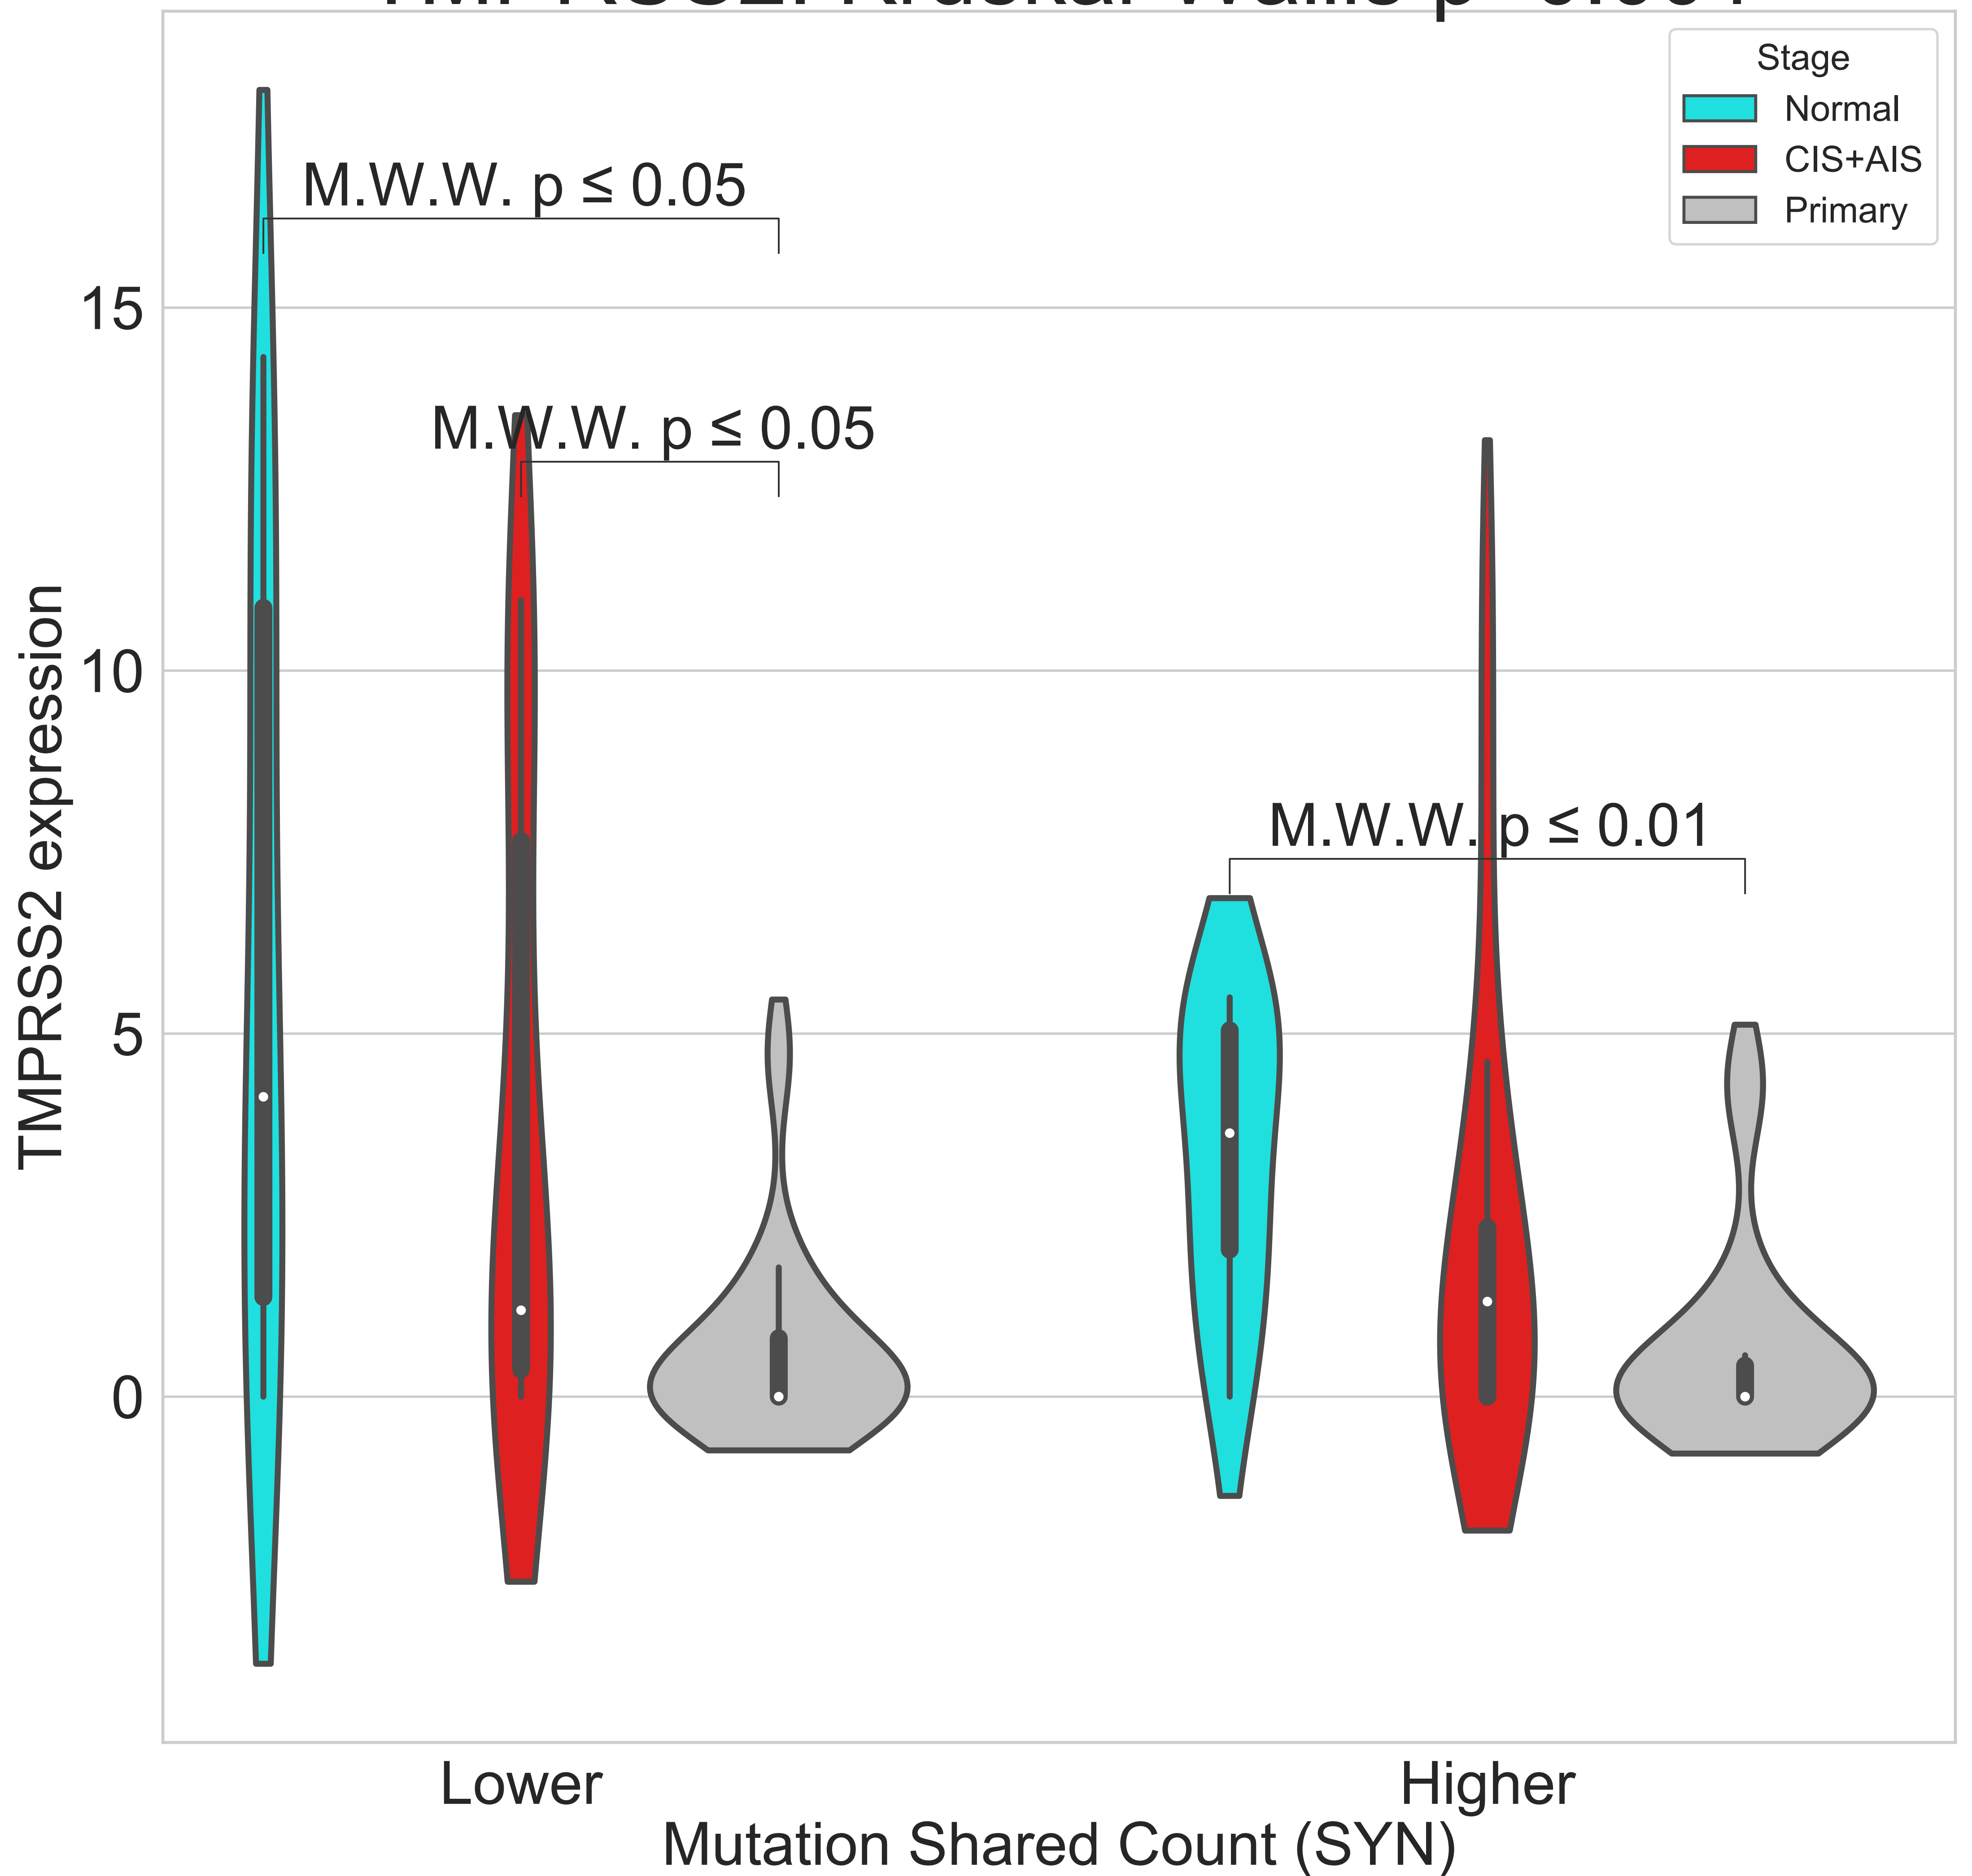 Stage
Normal
CIS+AIS
Primary
M.W.W. p ≤ 0.05
M.W.W. p ≤ 0.05
M.W.W. p ≤ 0.01
15
10
5
0
TMPRSS2 expression
Lower
Higher
Mutation Shared Count (SYN)